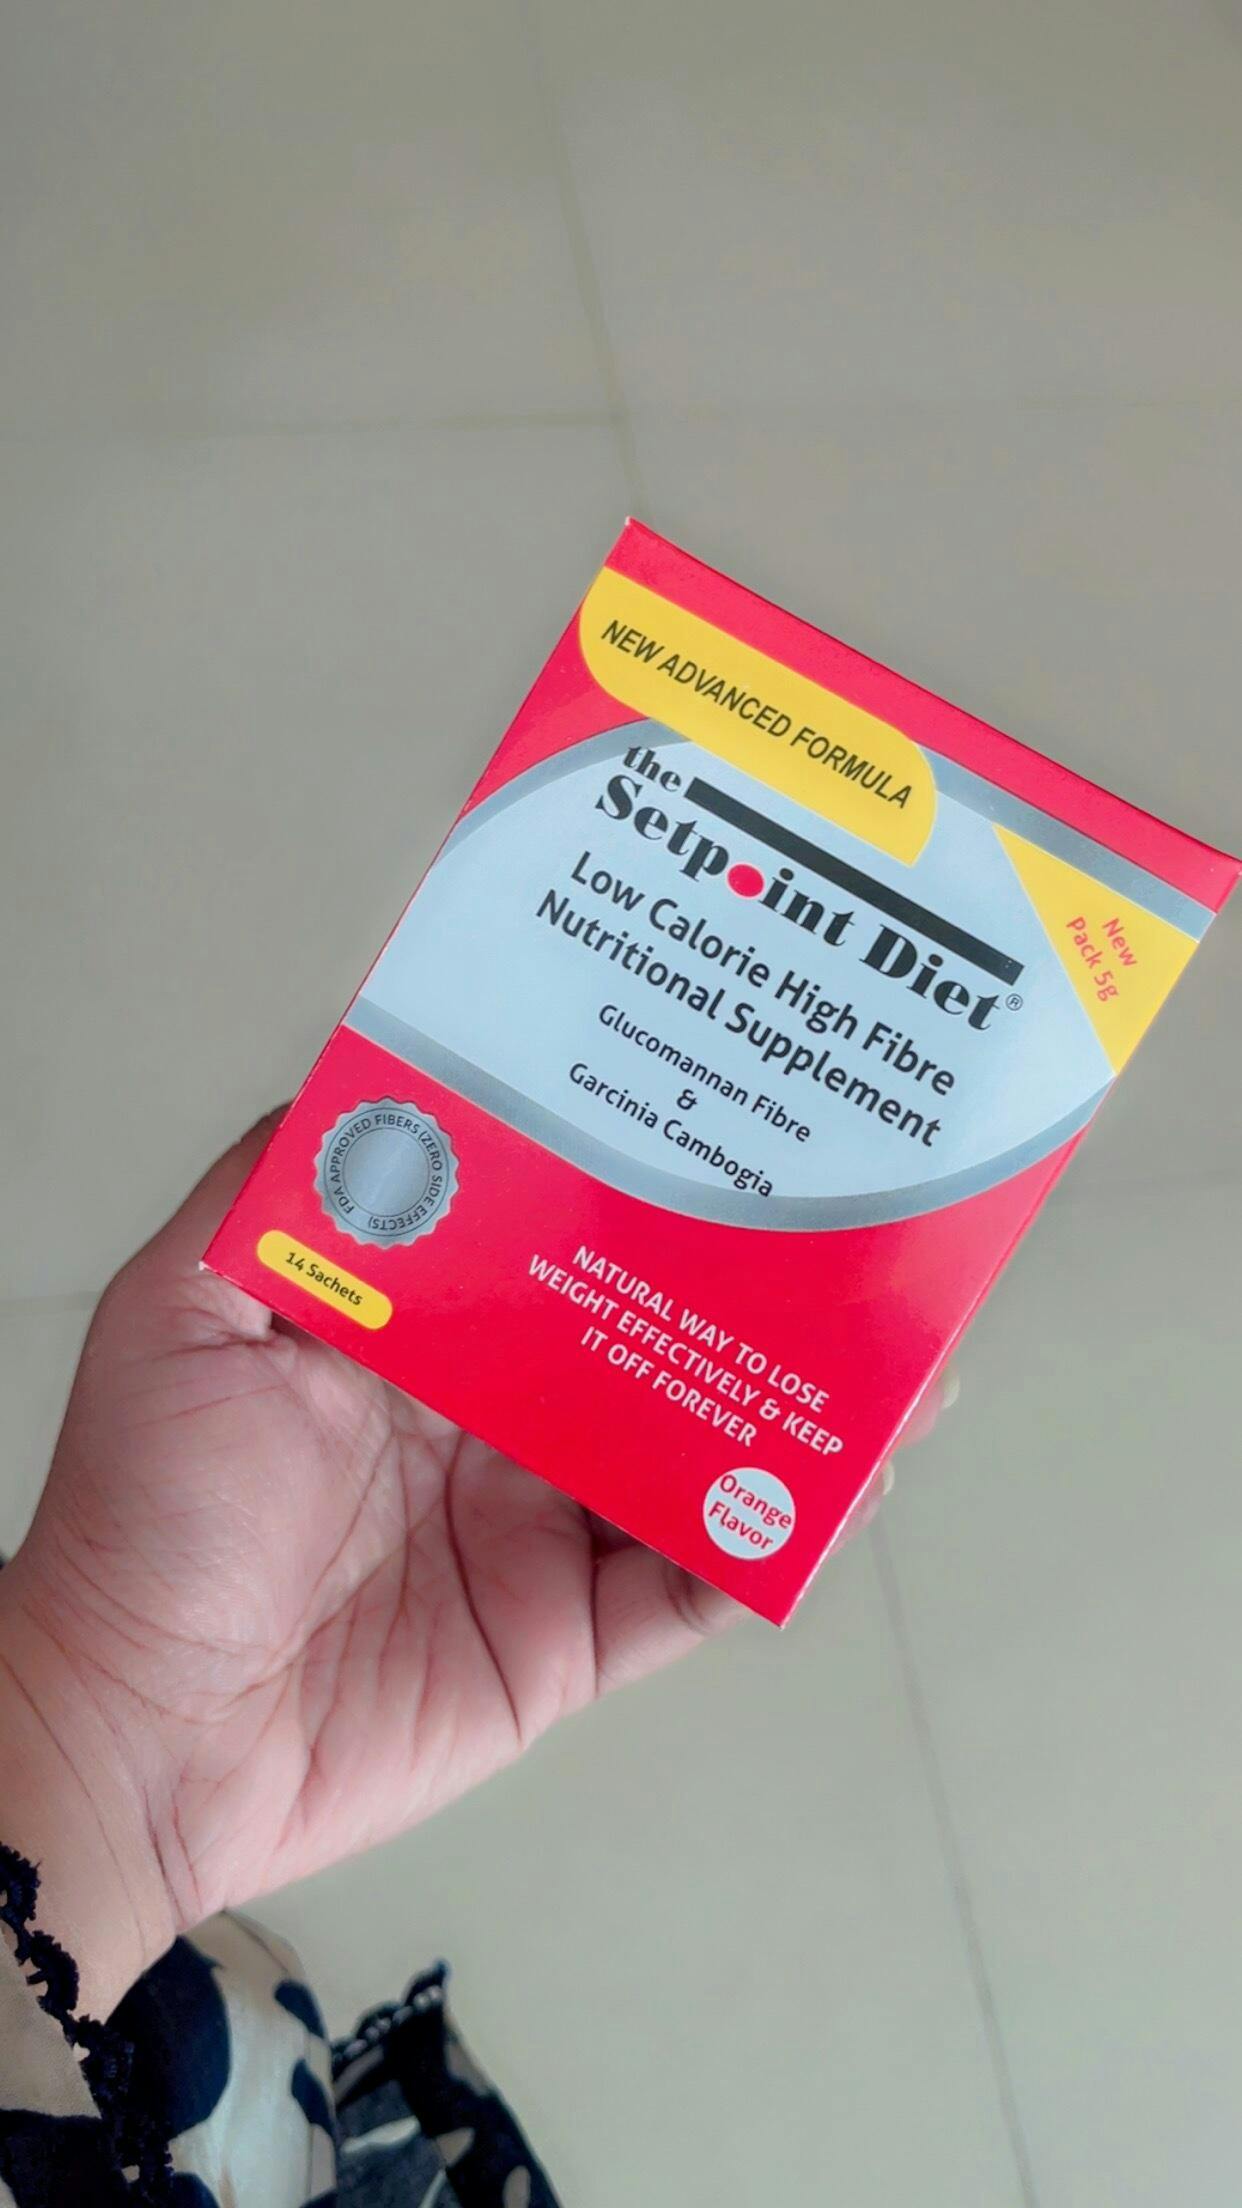 NEW ADVANCED FORMULA
the
Setpoint Diet®
Low Calorie High Fibre
Nutritional Supplement
Glucomannan Fibre
&
Garcinia Cambogia
New
Pack 5g
FDA APPROVED FIBERS (ZERO SIDE EFFECTS)
14 Sachets
NATURAL WAY TO LOSE
WEIGHT EFFECTIVELY & KEEP
IT OFF FOREVER
Orange
Flavor